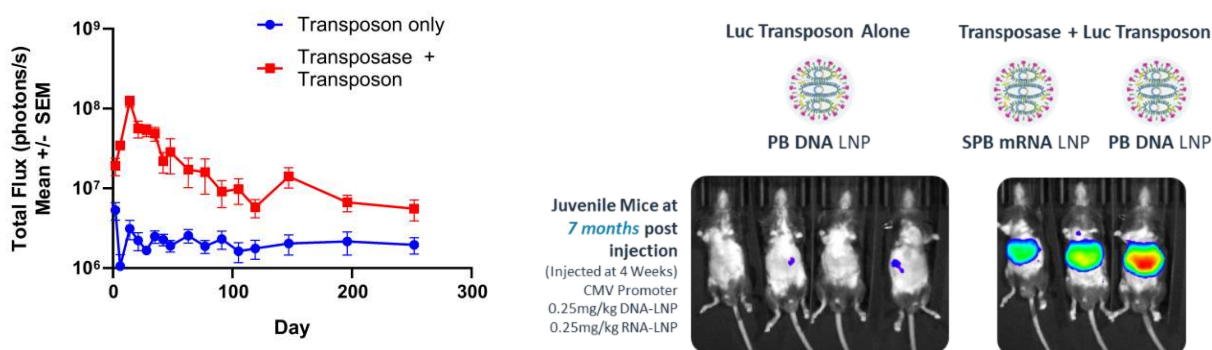 Total Flux (photons/s)
Mean +/- SEM
10⁹
10⁸
10⁷
10⁶
0
100
200
300
Day
Transposon only
Transposase +
Transposon
Luc Transposon Alone
PB DNA LNP
Transposase + Luc Transposon
SPB mRNA LNP
PB DNA LNP
Juvenile Mice at
7 months post
injection
(Injected at 4 Weeks)
CMV Promoter
0.25mg/kg DNA-LNP
0.25mg/kg RNA-LNP